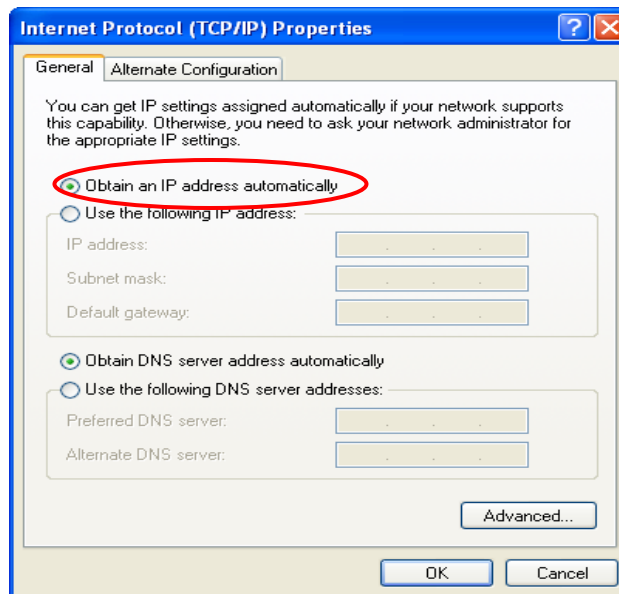 Internet Protocol (TCP/IP) Properties
General
Alternate Configuration
You can get IP settings assigned automatically if your network supports
this capability. Otherwise, you need to ask your network administrator for
the appropriate IP settings.
Obtain an IP address automatically
Use the following IP address:
IP address:
Subnet mask:
Default gateway:
Obtain DNS server address automatically
Use the following DNS server addresses:
Preferred DNS server:
Alternate DNS server:
Advanced...
OK
Cancel